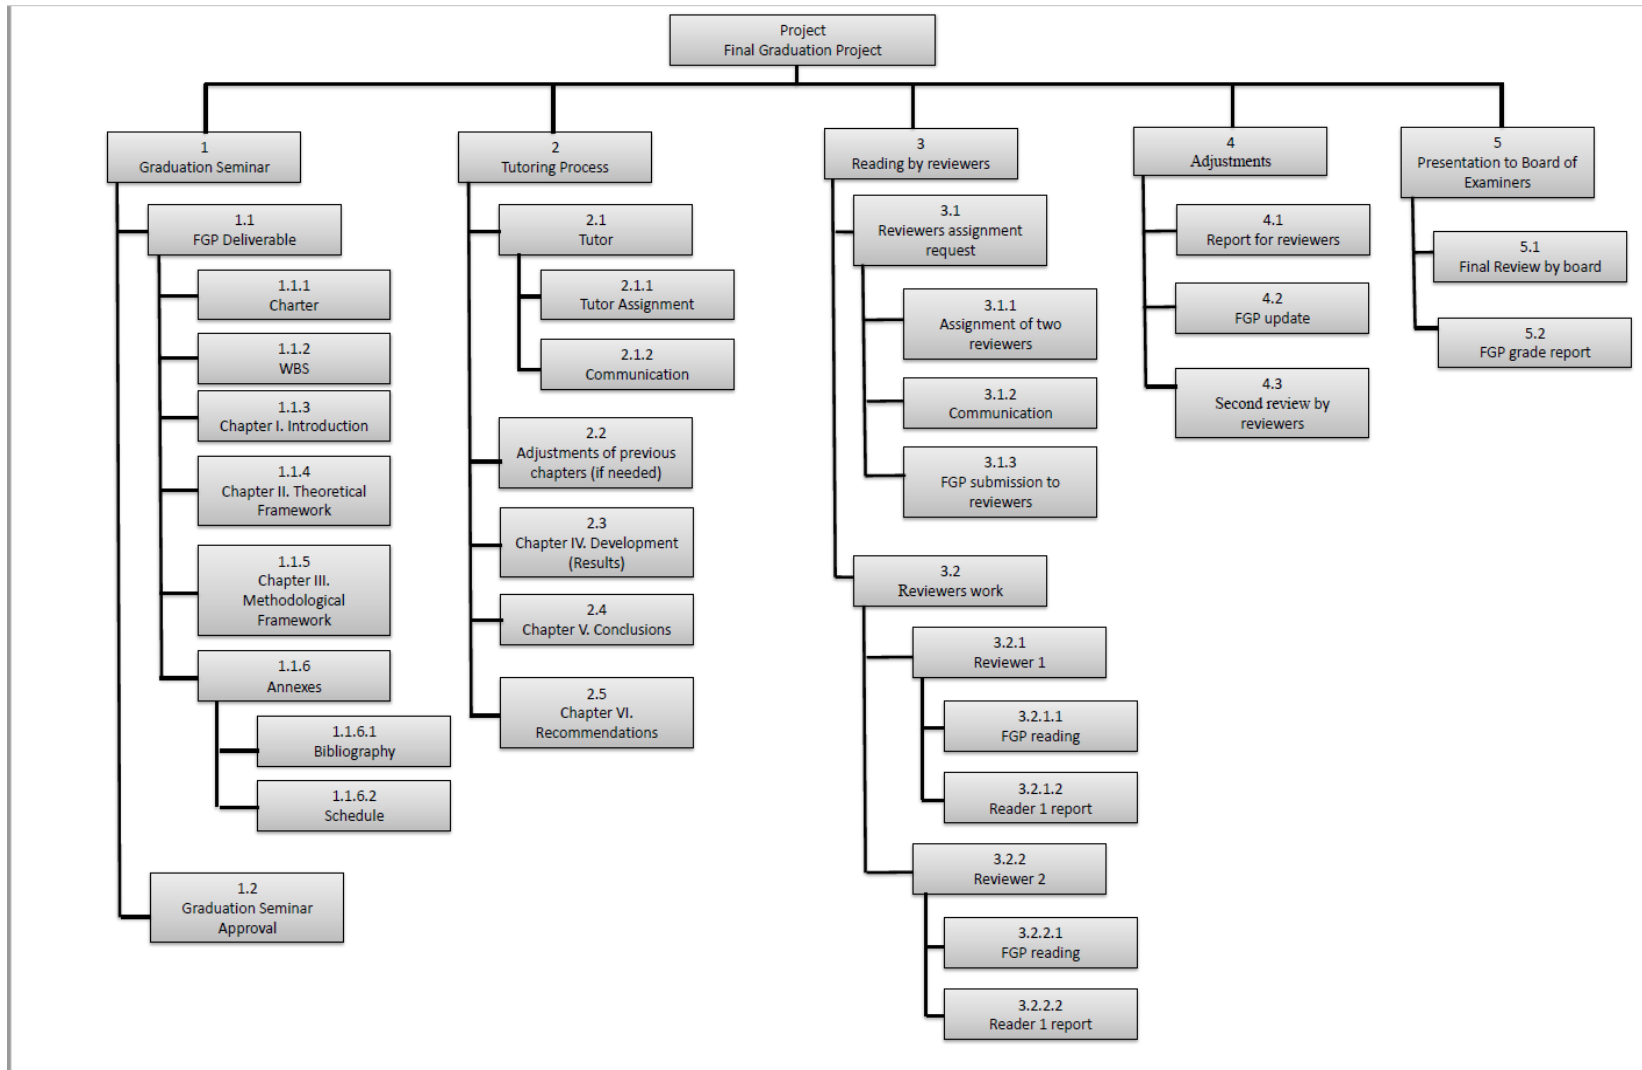 Project
Final Graduation Project
1
Graduation Seminar
1.1
FGP Deliverable
1.1.1
Charter
1.1.2
WBS
1.1.3
Chapter I. Introduction
1.1.4
Chapter II. Theoretical
Framework
1.1.5
Chapter III.
Methodological
Framework
1.1.6
Annexes
1.1.6.1
Bibliography
1.1.6.2
Schedule
1.2
Graduation Seminar
Approval
2
Tutoring Process
2.1
Tutor
2.1.1
Tutor Assignment
2.1.2
Communication
2.2
Adjustments of previous
chapters (if needed)
2.3
Chapter IV. Development
(Results)
2.4
Chapter V. Conclusions
2.5
Chapter VI.
Recommendations
3
Reading by reviewers
3.1
Reviewers assignment
request
3.1.1
Assignment of two
reviewers
3.1.2
Communication
3.1.3
FGP submission to
reviewers
3.2
Reviewers work
3.2.1
Reviewer 1
3.2.1.1
FGP reading
3.2.1.2
Reader 1 report
3.2.2
Reviewer 2
3.2.2.1
FGP reading
3.2.2.2
Reader 1 report
4
Adjustments
4.1
Report for reviewers
4.2
FGP update
4.3
Second review by
reviewers
5
Presentation to Board of
Examiners
5.1
Final Review by board
5.2
FGP grade report